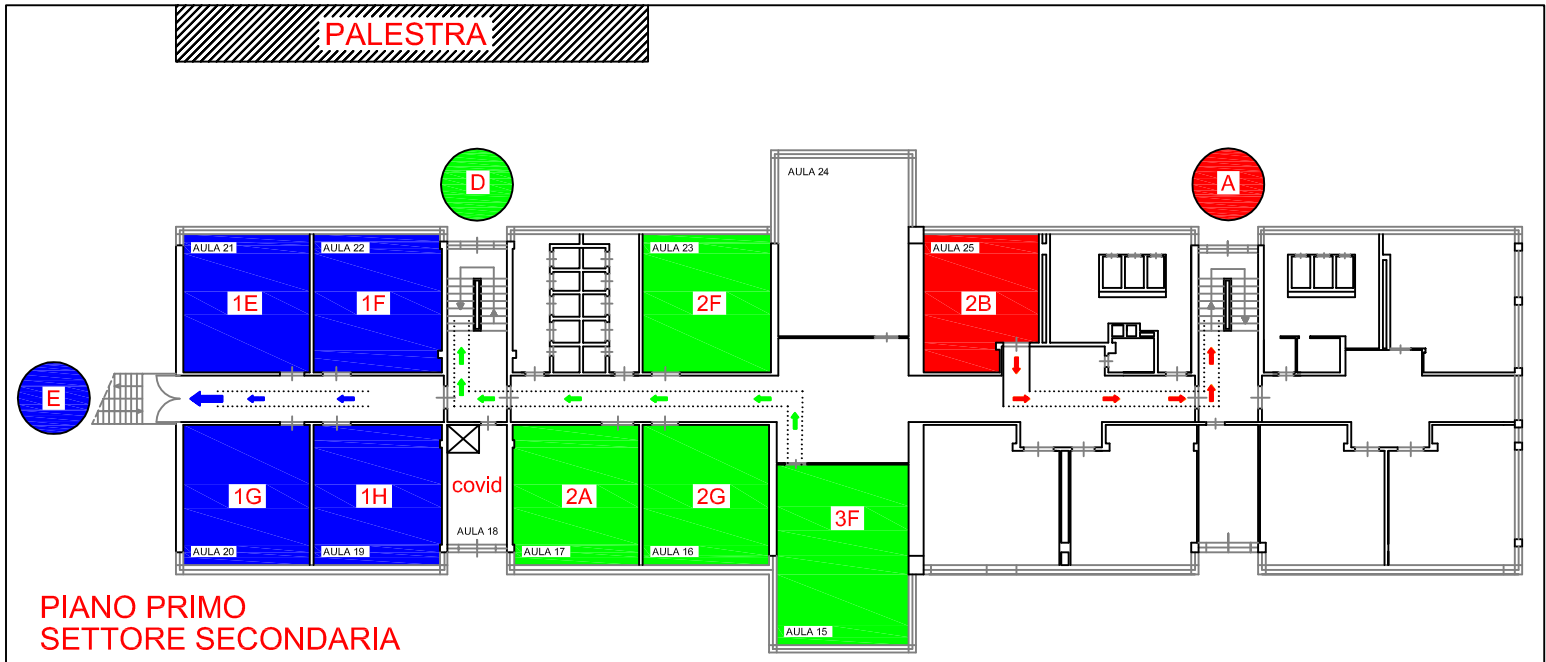 PALESTRA
AULA 24
D
A
AULA 21
AULA 22
AULA 23
AULA 25
1E
1F
2F
2B
E
1G
1H
covid
2A
2G
3F
AULA 18
AULA 20
AULA 19
AULA 17
AULA 16
AULA 15
PIANO PRIMO
SETTORE SECONDARIA